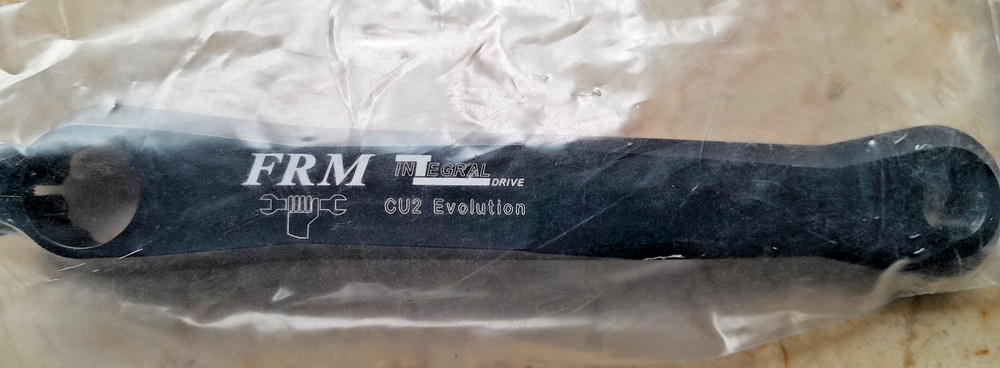 FRM INTEGRAL DRIVE
CU2 Evolution